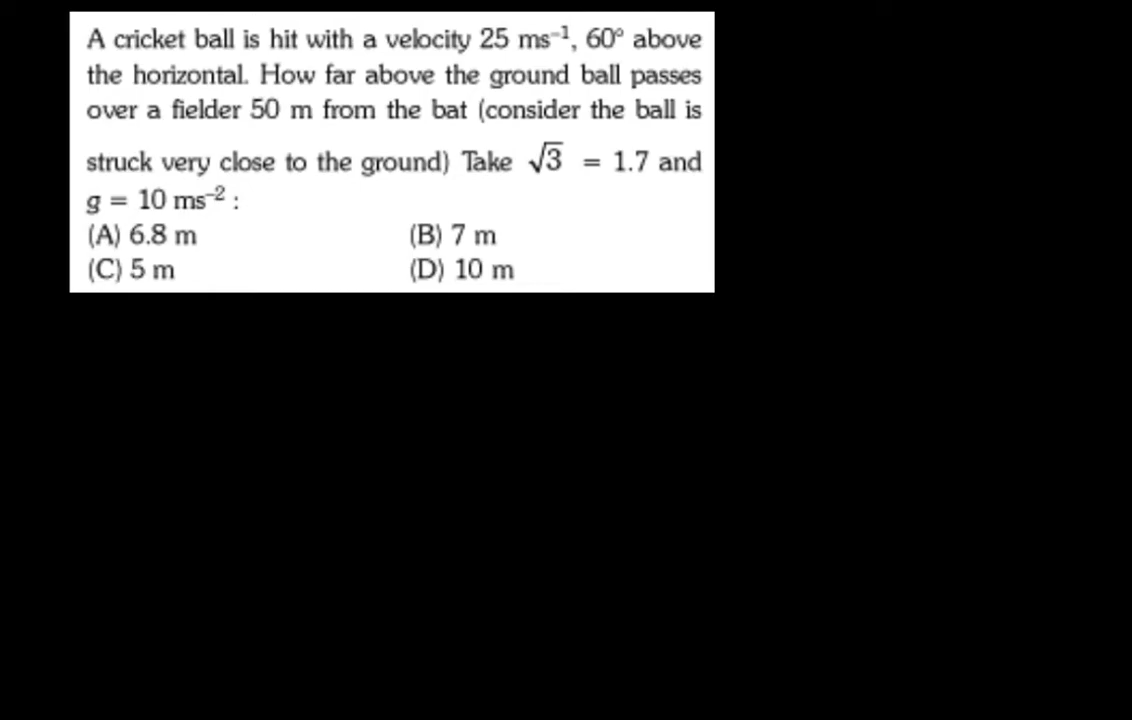 A cricket ball is hit with a velocity 25 ms⁻¹, 60° above
the horizontal. How far above the ground ball passes
over a fielder 50 m from the bat (consider the ball is
struck very close to the ground) Take √3 = 1.7 and
g = 10 ms⁻² :
(A) 6.8 m (B) 7 m
(C) 5 m (D) 10 m